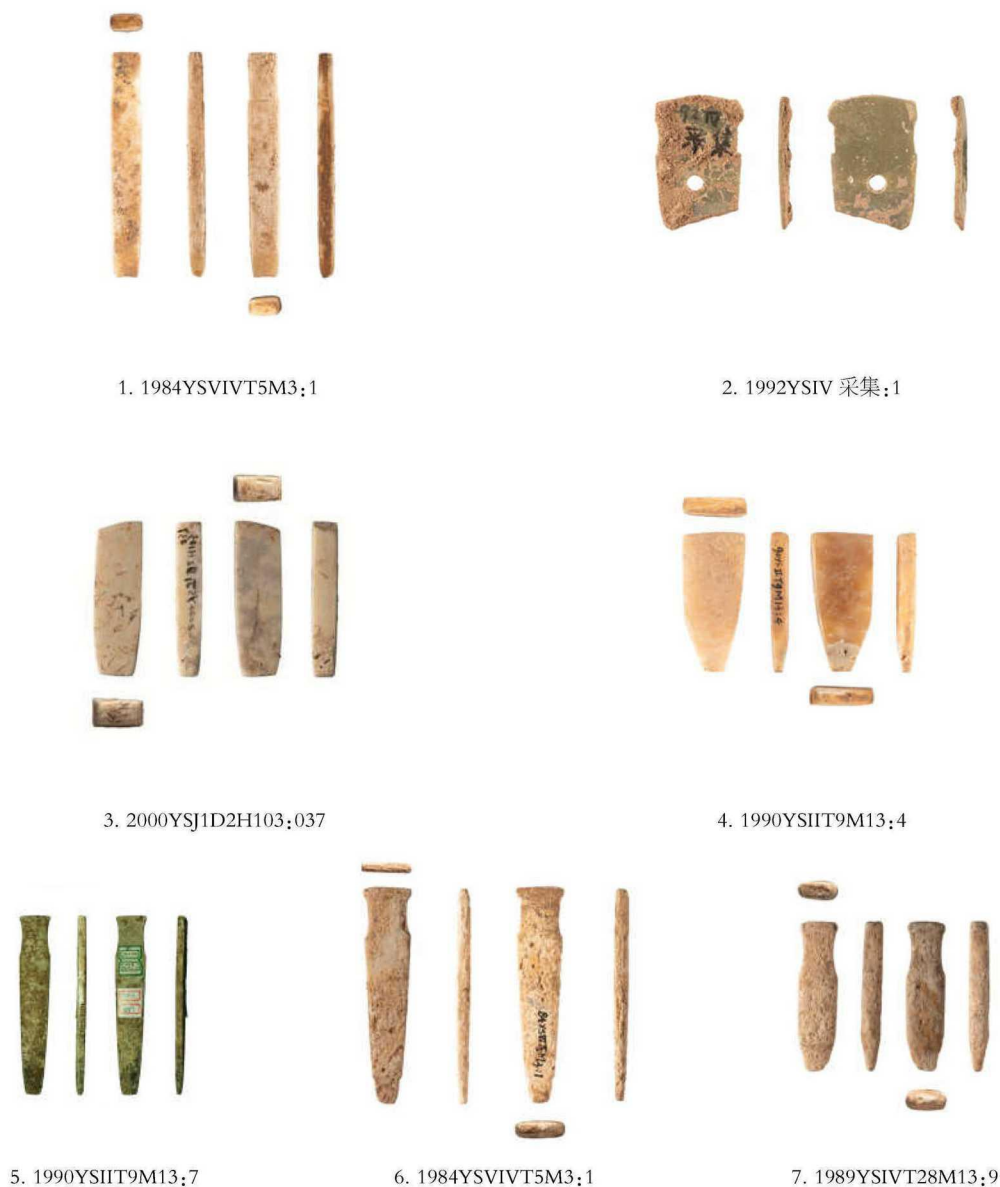 1. 1984YSVIVT5M3:1
2. 1992YSIV 采集:1
3. 2000YSJ1D2H103:037
4. 1990YSIIT9M13:4
5. 1990YSIIT9M13:7
6. 1984YSVIVT5M3:1
7. 1989YSIVT28M13:9